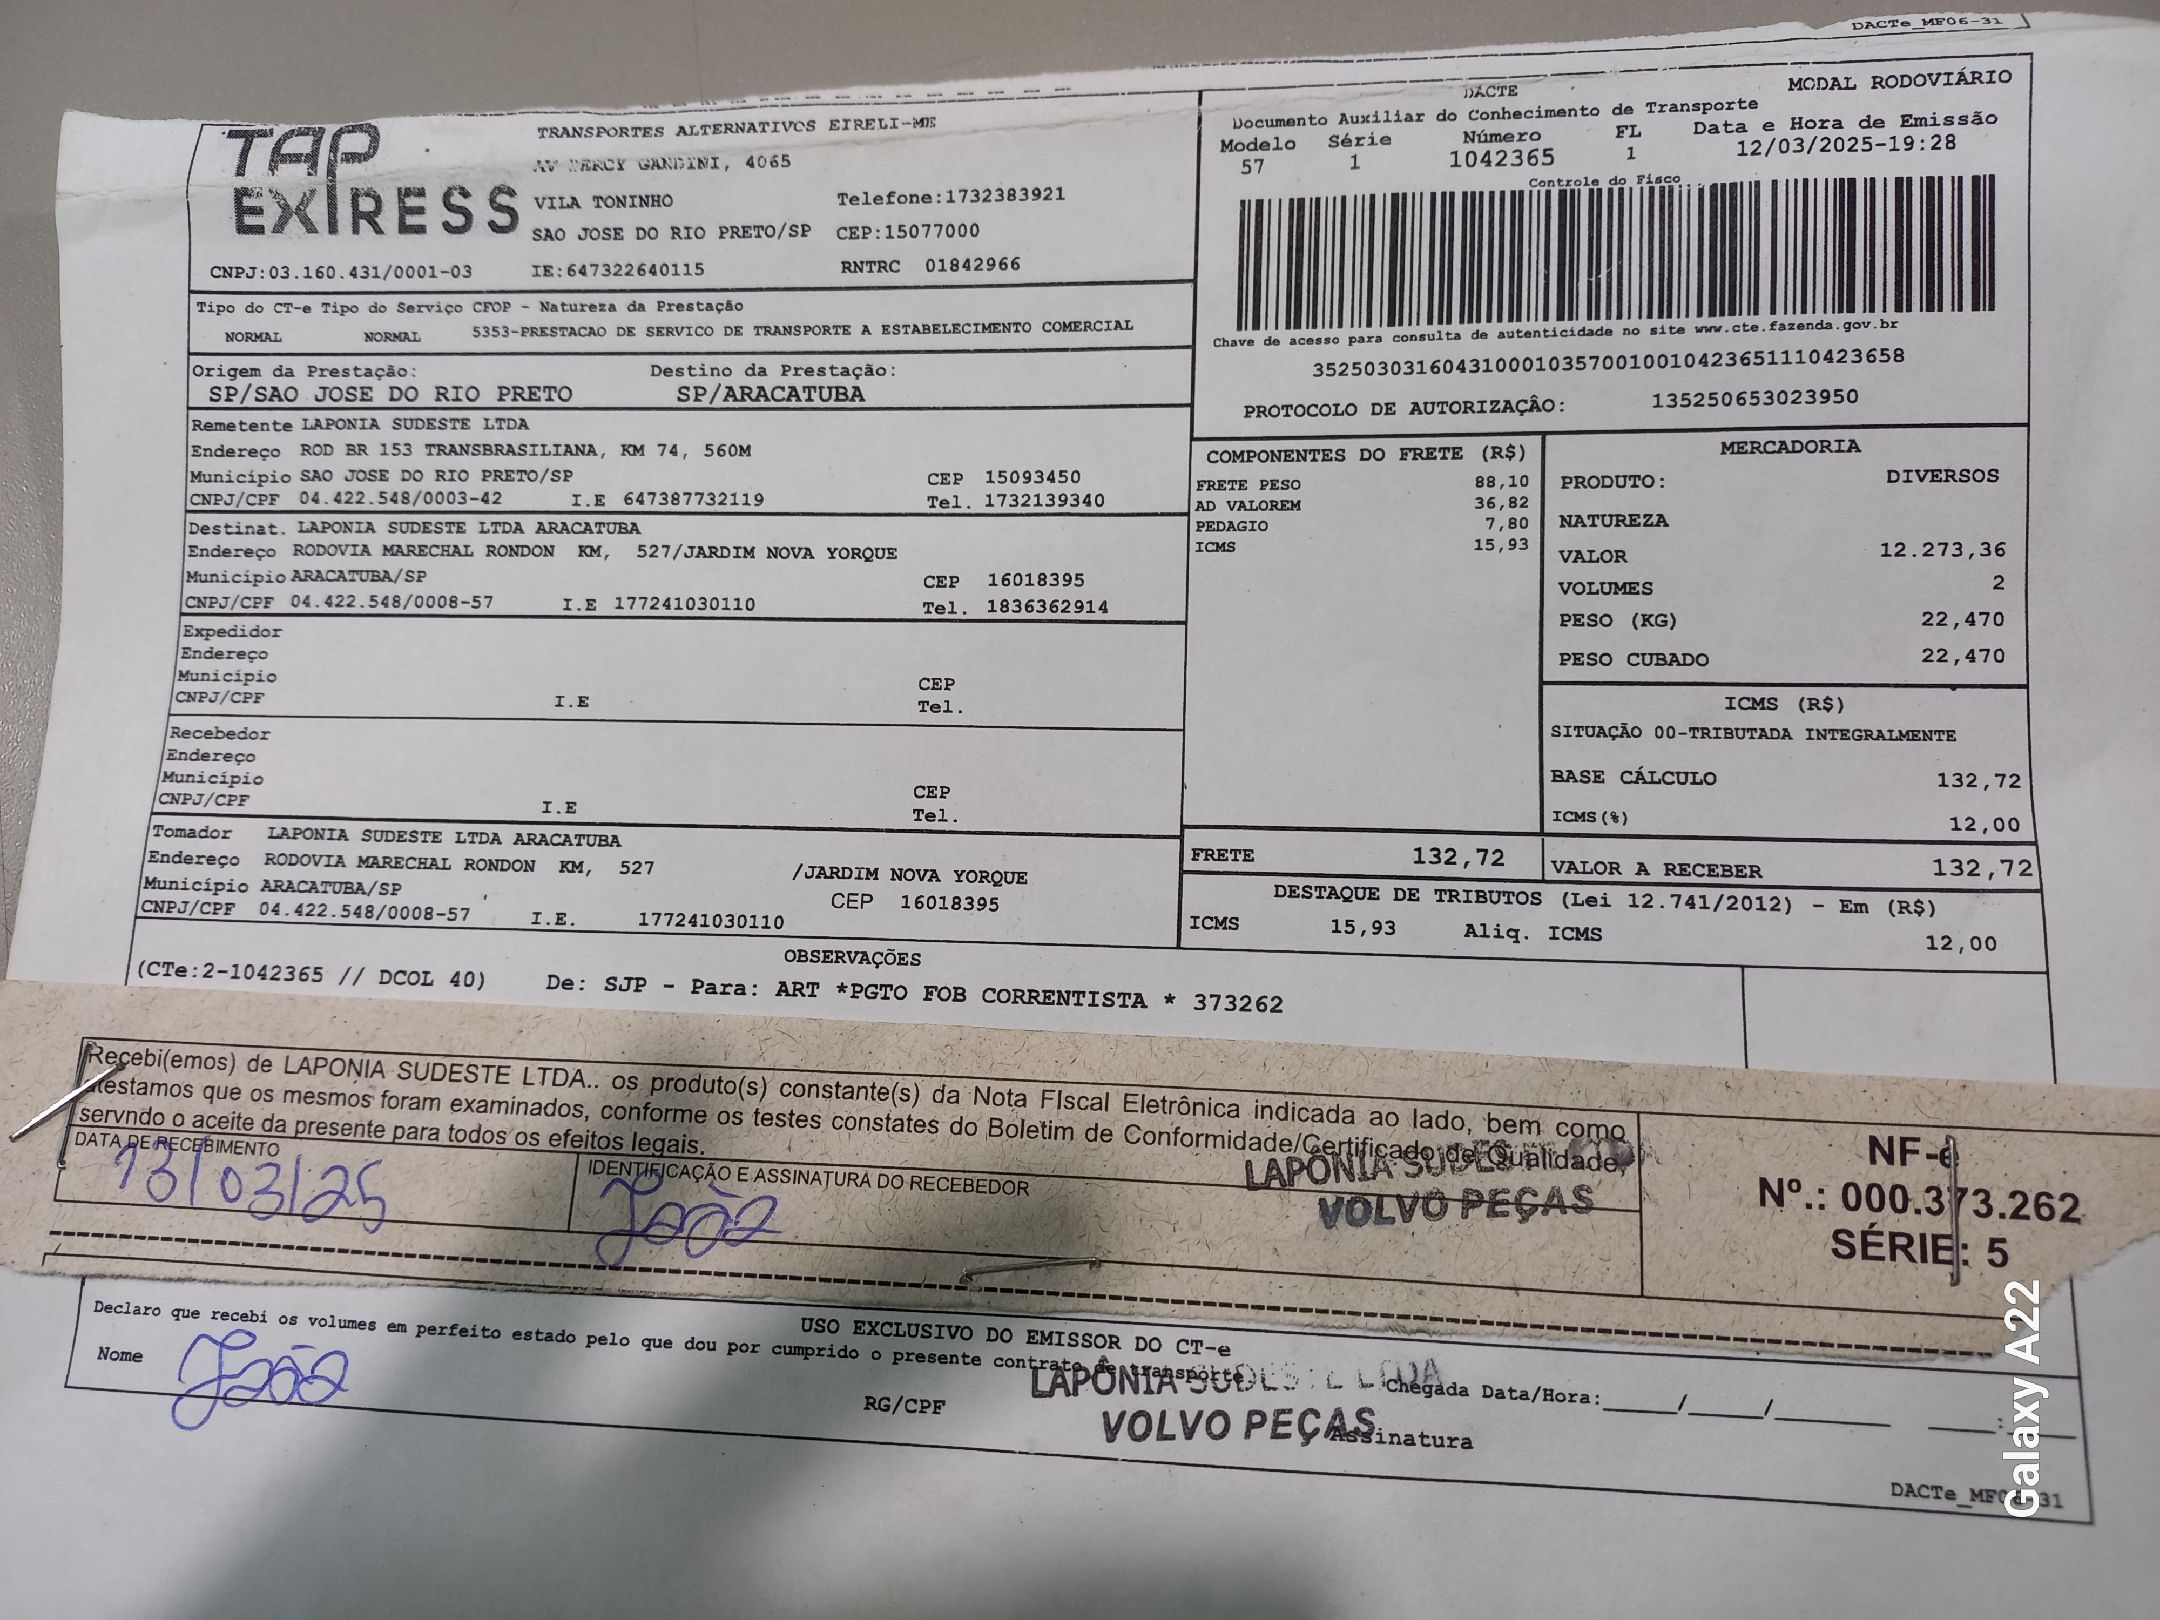 DACTe_MF06-31
TAP EXPRESS
TRANSPORTES ALTERNATIVOS EIRELI-ME
AV PERCY GANDINI, 4065
VILA TONINHO Telefone:1732383921
SAO JOSE DO RIO PRETO/SP CEP:15077000
CNPJ:03.160.431/0001-03 IE:647322640115 RNTRC 01842966
DACTE MODAL RODOVIÁRIO
Documento Auxiliar do Conhecimento de Transporte
Modelo Série Número FL Data e Hora de Emissão
57 1 1042365 1 12/03/2025-19:28
Controle do Fisco
Chave de acesso para consulta de autenticidade no site www.cte.fazenda.gov.br
35250303160431000103570010010423651110423658
PROTOCOLO DE AUTORIZAÇÂO: 135250653023950
Tipo do CT-e Tipo do Serviço CFOP - Natureza da Prestação
NORMAL NORMAL 5353-PRESTACAO DE SERVICO DE TRANSPORTE A ESTABELECIMENTO COMERCIAL
Origem da Prestação: Destino da Prestação:
SP/SAO JOSE DO RIO PRETO SP/ARACATUBA
Remetente LAPONIA SUDESTE LTDA
Endereço ROD BR 153 TRANSBRASILIANA, KM 74, 560M
Município SAO JOSE DO RIO PRETO/SP CEP 15093450
CNPJ/CPF 04.422.548/0003-42 I.E 647387732119 Tel. 1732139340
Destinat. LAPONIA SUDESTE LTDA ARACATUBA
Endereço RODOVIA MARECHAL RONDON KM, 527/JARDIM NOVA YORQUE
Município ARACATUBA/SP CEP 16018395
CNPJ/CPF 04.422.548/0008-57 I.E 177241030110 Tel. 1836362914
Expedidor
Endereço
Município CEP
CNPJ/CPF I.E Tel.
Recebedor
Endereço
Município CEP
CNPJ/CPF I.E Tel.
Tomador LAPONIA SUDESTE LTDA ARACATUBA
Endereço RODOVIA MARECHAL RONDON KM, 527 /JARDIM NOVA YORQUE
Município ARACATUBA/SP CEP 16018395
CNPJ/CPF 04.422.548/0008-57 I.E. 177241030110
COMPONENTES DO FRETE (R$)
FRETE PESO 88,10
AD VALOREM 36,82
PEDAGIO 7,80
ICMS 15,93
MERCADORIA
PRODUTO: DIVERSOS
NATUREZA
VALOR 12.273,36
VOLUMES 2
PESO (KG) 22,470
PESO CUBADO 22,470
ICMS (R$)
SITUAÇÃO 00-TRIBUTADA INTEGRALMENTE
BASE CÁLCULO 132,72
ICMS(%) 12,00
FRETE 132,72 VALOR A RECEBER 132,72
DESTAQUE DE TRIBUTOS (Lei 12.741/2012) - Em (R$)
ICMS 15,93 Aliq. ICMS 12,00
OBSERVAÇÕES
(CTe:2-1042365 // DCOL 40) De: SJP - Para: ART *PGTO FOB CORRENTISTA * 373262
Recebi(emos) de LAPONIA SUDESTE LTDA.. os produto(s) constante(s) da Nota FIscal Eletrônica indicada ao lado, bem como
atestamos que os mesmos foram examinados, conforme os testes constates do Boletim de Conformidade/Certificado de Qualidade,
servndo o aceite da presente para todos os efeitos legais.
DATA DE RECEBIMENTO IDENTIFICAÇÃO E ASSINATURA DO RECEBEDOR
13/03/25 João
LAPÔNIA SUDESTE LTDA
VOLVO PEÇAS
NF-e
Nº.: 000.373.262
SÉRIE: 5
USO EXCLUSIVO DO EMISSOR DO CT-e
Declaro que recebi os volumes em perfeito estado pelo que dou por cumprido o presente contrato de transporte
Nome João RG/CPF Assinatura
Chegada Data/Hora:_____/_____/_______ ____:____
LAPÔNIA SUDESTE LTDA
VOLVO PEÇAS
DACTe_MF06-31
Galaxy A22